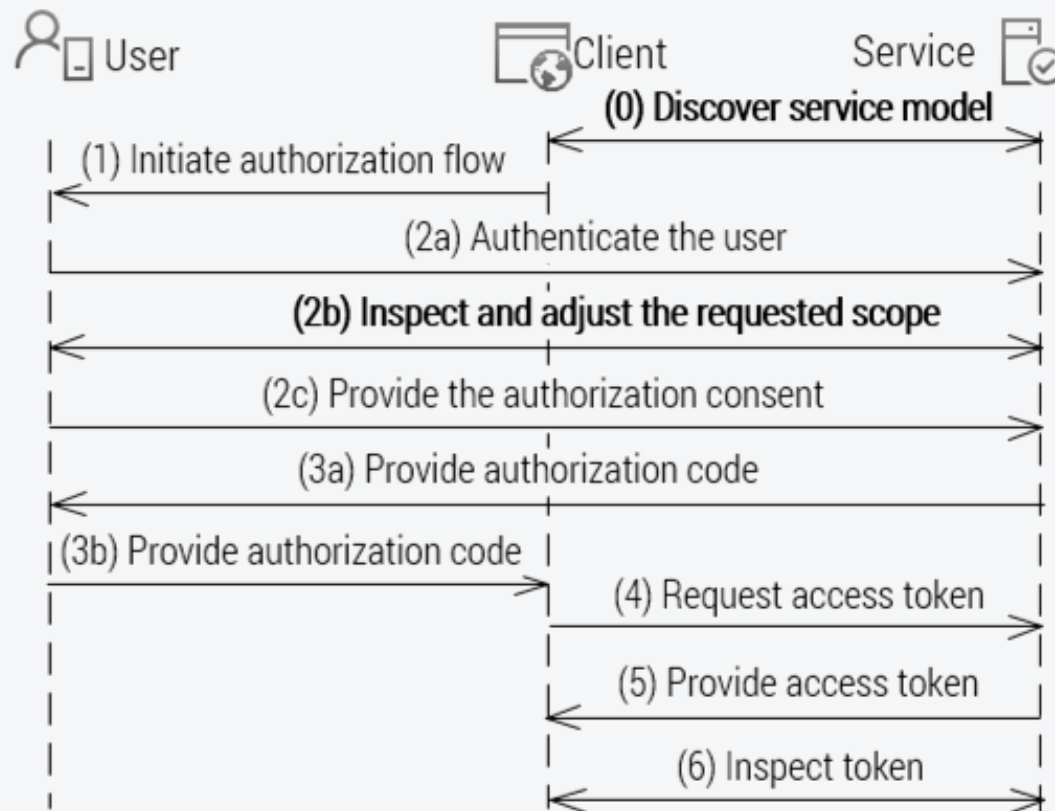 User
Client
Service
(0) Discover service model
(1) Initiate authorization flow
(2a) Authenticate the user
(2b) Inspect and adjust the requested scope
(2c) Provide the authorization consent
(3a) Provide authorization code
(3b) Provide authorization code
(4) Request access token
(5) Provide access token
(6) Inspect token